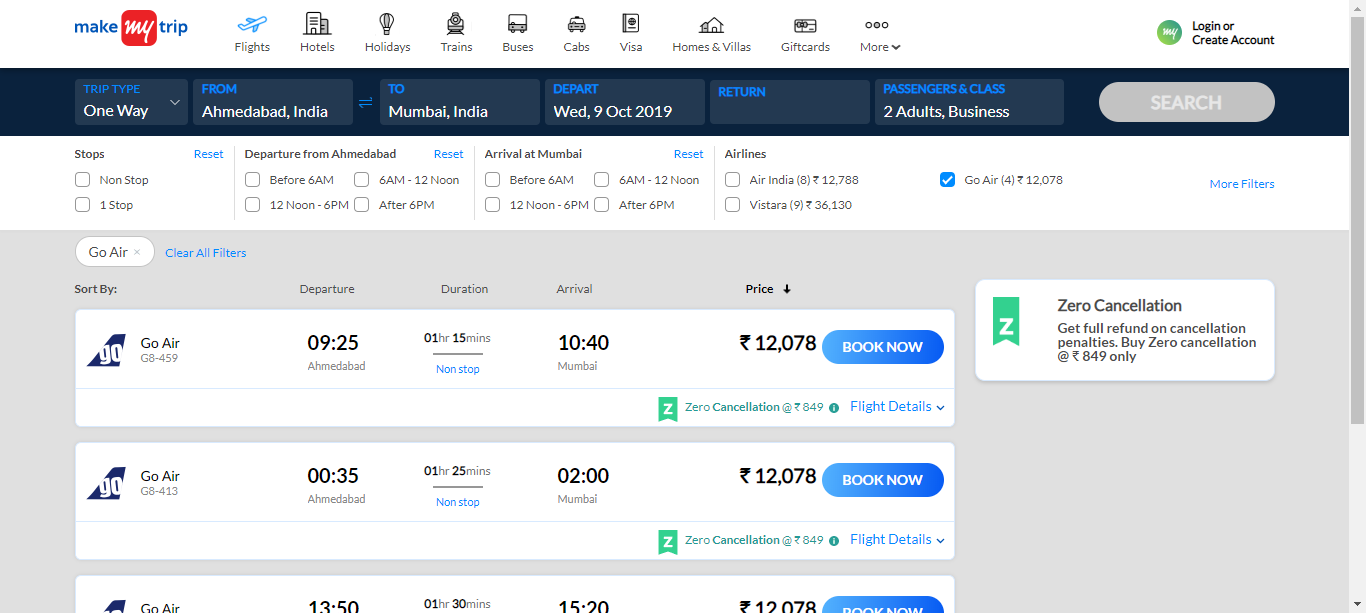 make my trip
Flights
Hotels
Holidays
Trains
Buses
Cabs
Visa
Homes & Villas
Giftcards
More
my
Login or
Create Account
TRIP TYPE
One Way
FROM
Ahmedabad, India
TO
Mumbai, India
DEPART
Wed, 9 Oct 2019
RETURN
PASSENGERS & CLASS
2 Adults, Business
SEARCH
Stops Reset
Non Stop
1 Stop
Departure from Ahmedabad Reset
Before 6AM 6AM - 12 Noon
12 Noon - 6PM After 6PM
Arrival at Mumbai Reset
Before 6AM 6AM - 12 Noon
12 Noon - 6PM After 6PM
Airlines
Air India (8) ₹ 12,788 Go Air (4) ₹ 12,078
Vistara (9) ₹ 36,130
More Filters
Go Air × Clear All Filters
Sort By: Departure Duration Arrival Price
go
Go Air
G8-459
09:25
Ahmedabad
01hr 15mins
Non stop
10:40
Mumbai
₹ 12,078 BOOK NOW
Z Zero Cancellation @ ₹ 849 i Flight Details
go
Go Air
G8-413
00:35
Ahmedabad
01hr 25mins
Non stop
02:00
Mumbai
₹ 12,078 BOOK NOW
Z Zero Cancellation @ ₹ 849 i Flight Details
Go Air 13:50 01hr 30mins 15:20 ₹ 12,078 BOOK NOW
Z
Zero Cancellation
Get full refund on cancellation
penalties. Buy Zero cancellation
@ ₹ 849 only